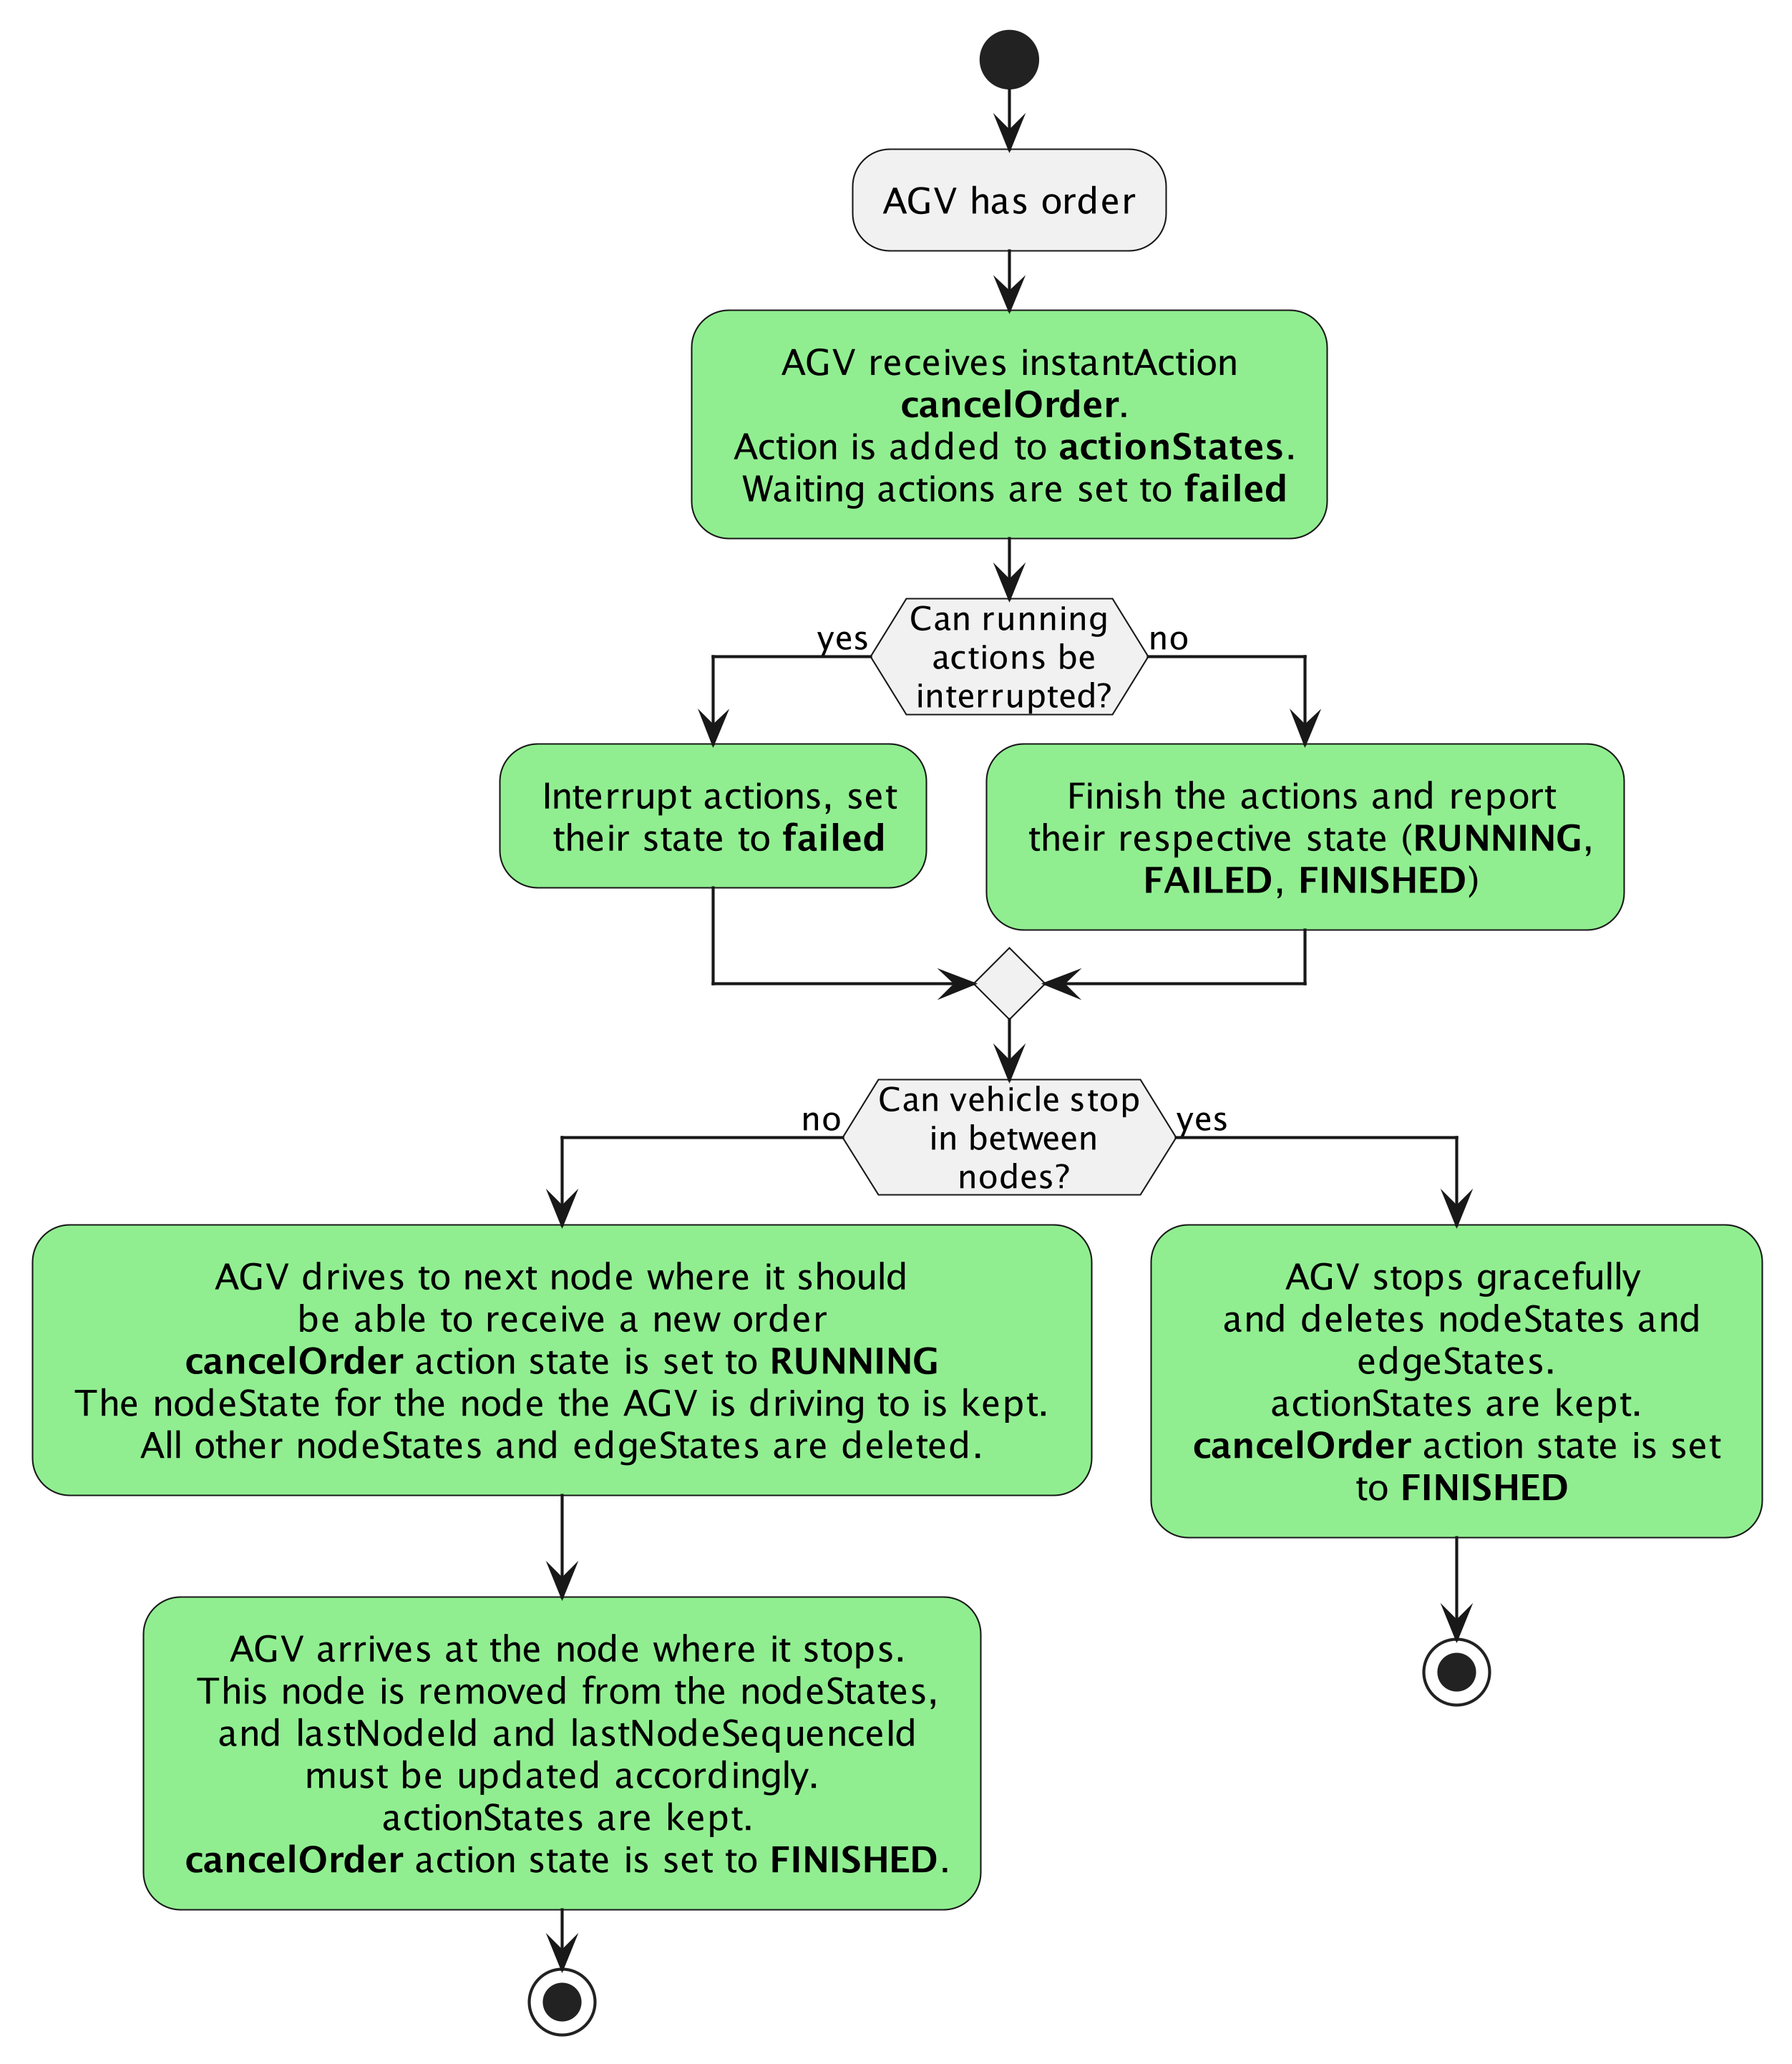 AGV has order
AGV receives instantAction
cancelOrder.
Action is added to actionStates.
Waiting actions are set to failed
Can running
actions be
interrupted?
yes
no
Interrupt actions, set
their state to failed
Finish the actions and report
their respective state (RUNNING,
FAILED, FINISHED)
Can vehicle stop
in between
nodes?
no
yes
AGV drives to next node where it should
be able to receive a new order
cancelOrder action state is set to RUNNING
The nodeState for the node the AGV is driving to is kept.
All other nodeStates and edgeStates are deleted.
AGV stops gracefully
and deletes nodeStates and
edgeStates.
actionStates are kept.
cancelOrder action state is set
to FINISHED
AGV arrives at the node where it stops.
This node is removed from the nodeStates,
and lastNodeId and lastNodeSequenceId
must be updated accordingly.
actionStates are kept.
cancelOrder action state is set to FINISHED.